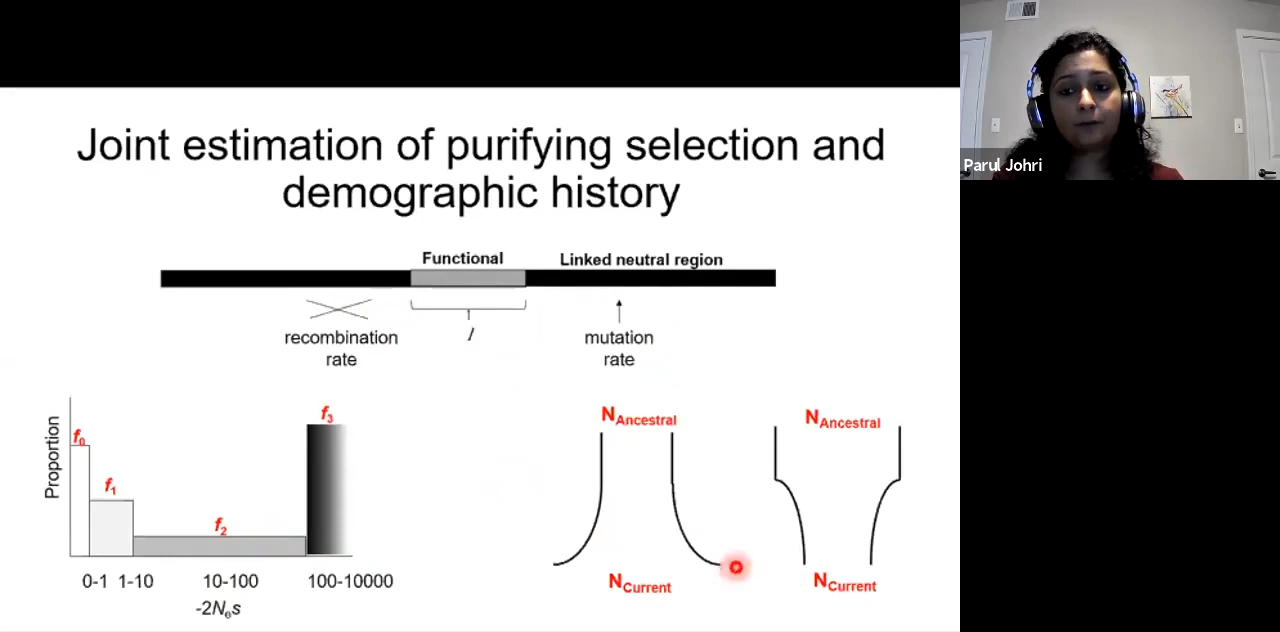 Joint estimation of purifying selection and
demographic history
Functional
Linked neutral region
recombination
rate
l
mutation
rate
Proportion
f0
f1
f2
f3
0-1 1-10 10-100 100-10000
-2N0s
NAncestral
NCurrent
NAncestral
NCurrent
Parul Johri